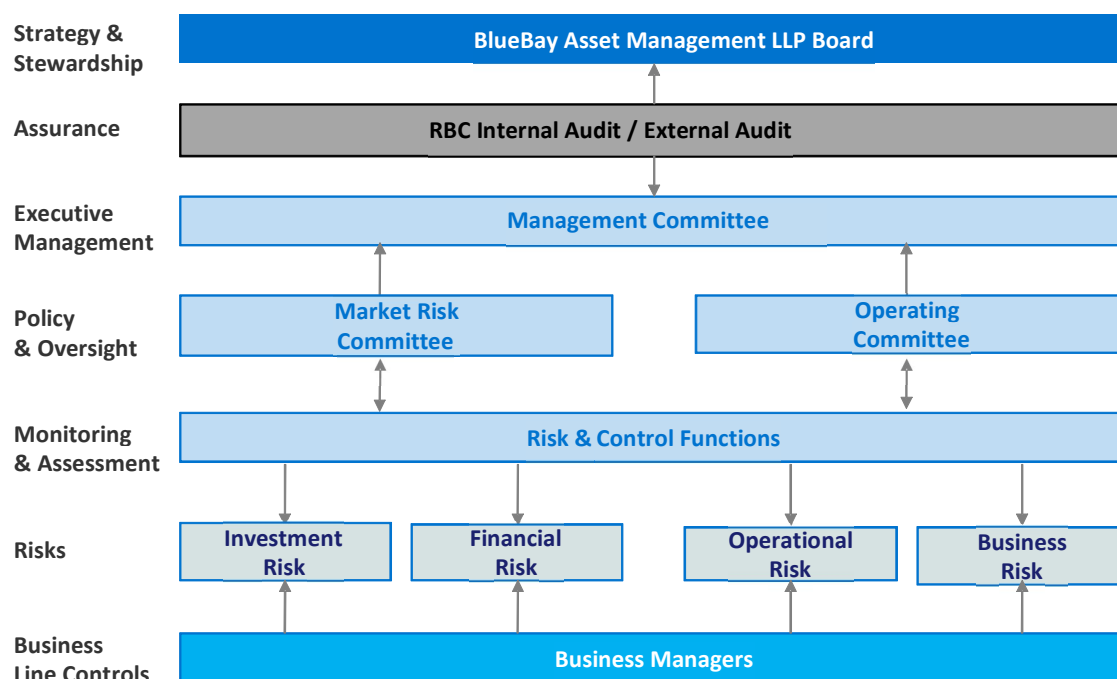 Strategy &
Stewardship
BlueBay Asset Management LLP Board
Assurance
RBC Internal Audit / External Audit
Executive
Management
Management Committee
Policy
& Oversight
Market Risk
Committee
Operating
Committee
Monitoring
& Assessment
Risk & Control Functions
Risks
Investment
Risk
Financial
Risk
Operational
Risk
Business
Risk
Business
Line Controls
Business Managers